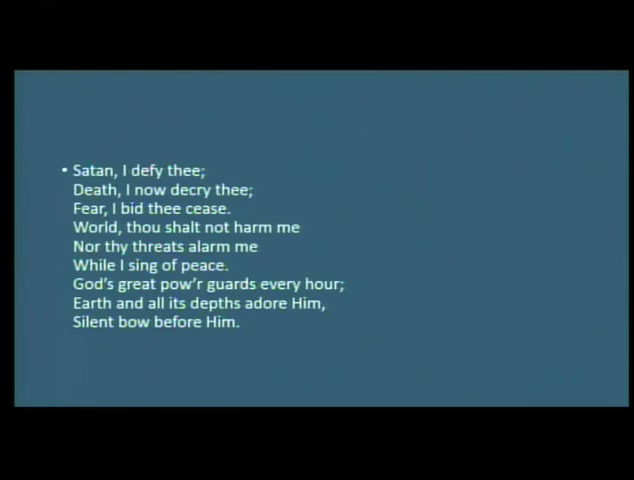 • Satan, I defy thee;
Death, I now decry thee;
Fear, I bid thee cease.
World, thou shalt not harm me
Nor thy threats alarm me
While I sing of peace.
God's great pow'r guards every hour;
Earth and all its depths adore Him,
Silent bow before Him.